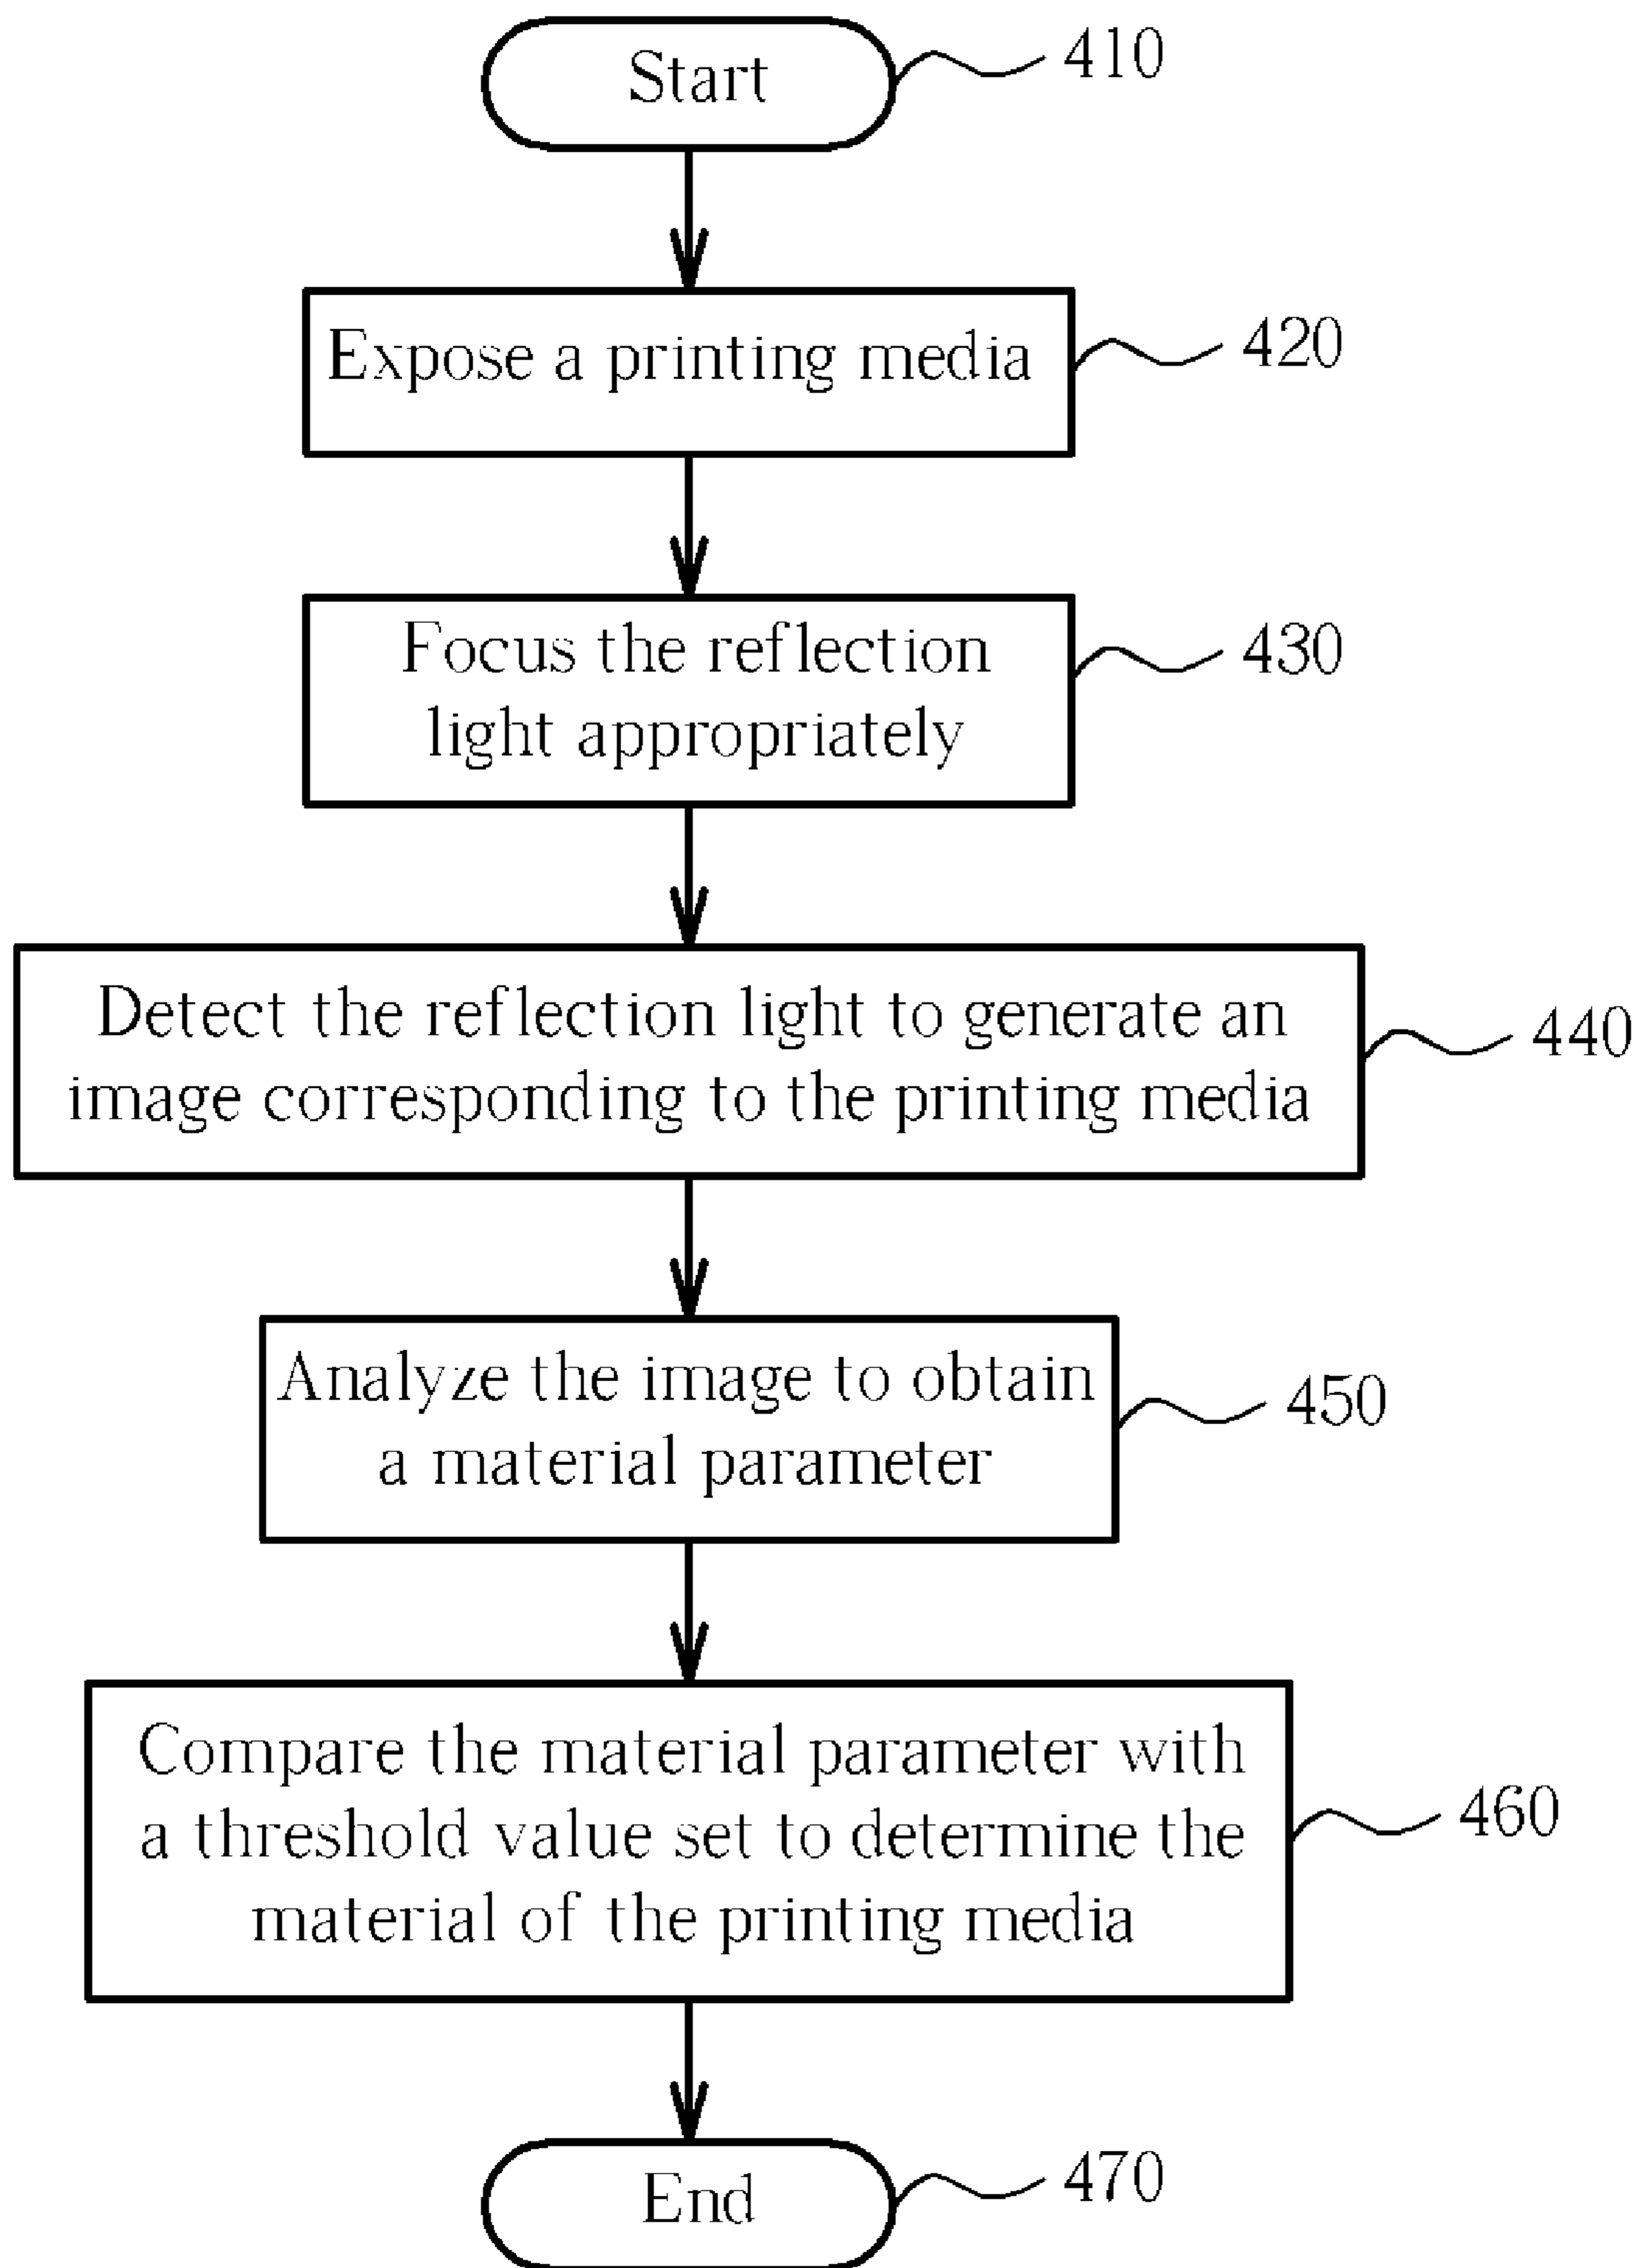 Start
410
Expose a printing media
420
Focus the reflection
light appropriately
430
Detect the reflection light to generate an
image corresponding to the printing media
440
Analyze the image to obtain
a material parameter
450
Compare the material parameter with
a threshold value set to determine the
material of the printing media
460
End
470